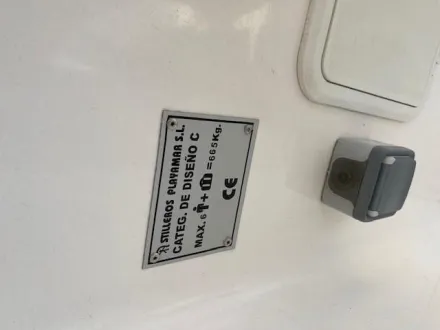 ASTILLEROS PLAYAMAR S.L.
CATEG. DE DISEÑO C
MAX. 6 + = 665Kg.
CE